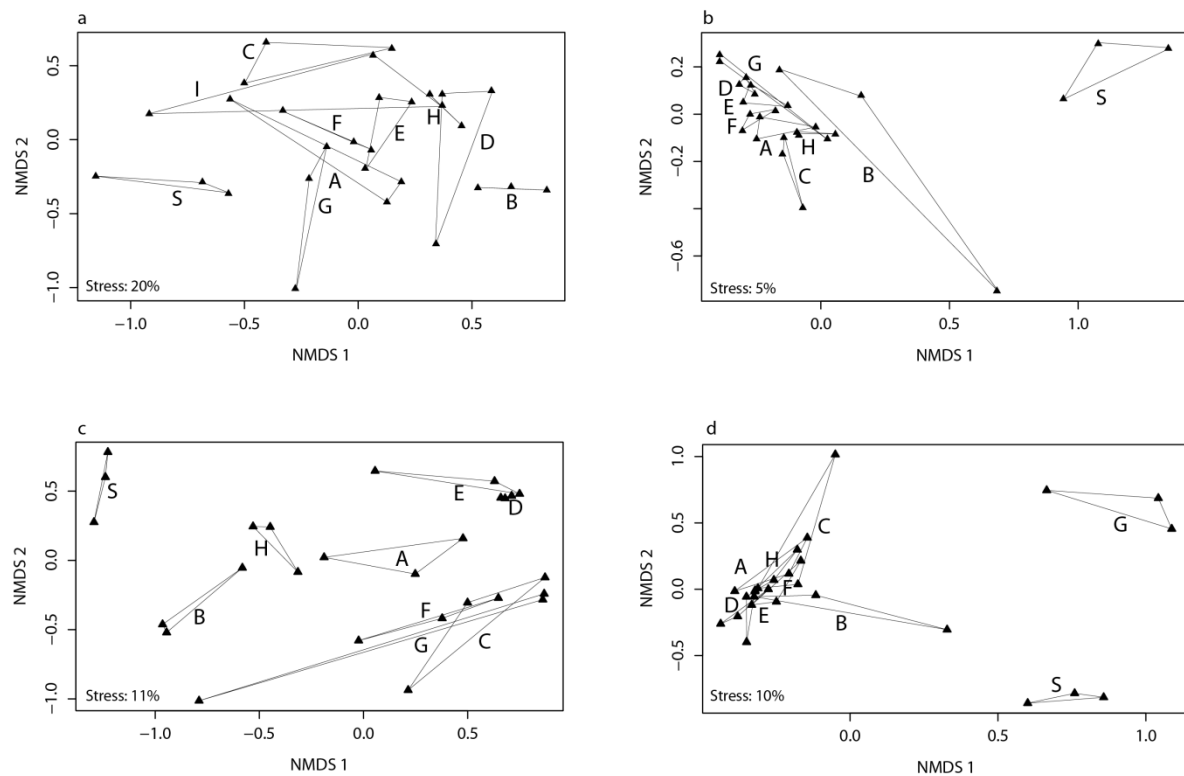 a
C
I
H
F
E
D
A
S
G
B
0.5
0.0
−0.5
−1.0
NMDS 2
Stress: 20%
−1.0
−0.5
0.0
0.5
NMDS 1
b
G
D
E
F
A
H
C
B
S
0.2
0.0
−0.2
−0.6
NMDS 2
Stress: 5%
0.0
0.5
1.0
NMDS 1
c
S
E
D
H
A
B
F
G
C
0.5
0.0
−0.5
−1.0
NMDS 2
Stress: 11%
−1.0
−0.5
0.0
0.5
NMDS 1
d
C
G
H
A
F
D
E
B
S
1.0
0.5
0.0
−0.5
NMDS 2
Stress: 10%
0.0
0.5
1.0
NMDS 1